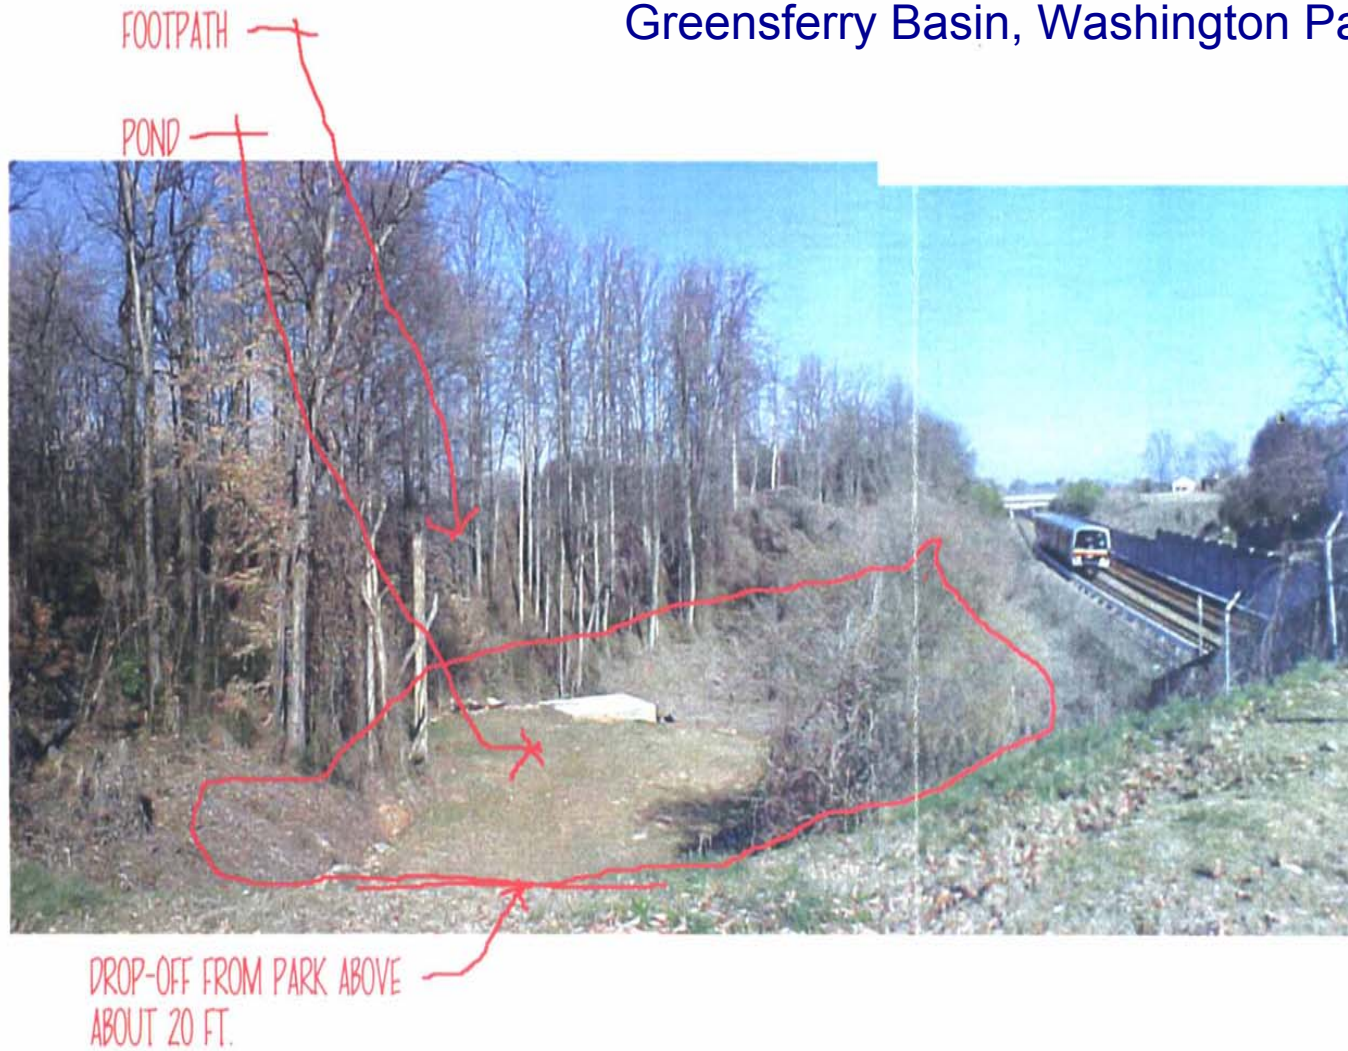 Greensferry Basin, Washington Pa
FOOTPATH
POND
DROP-OFF FROM PARK ABOVE
ABOUT 20 FT.